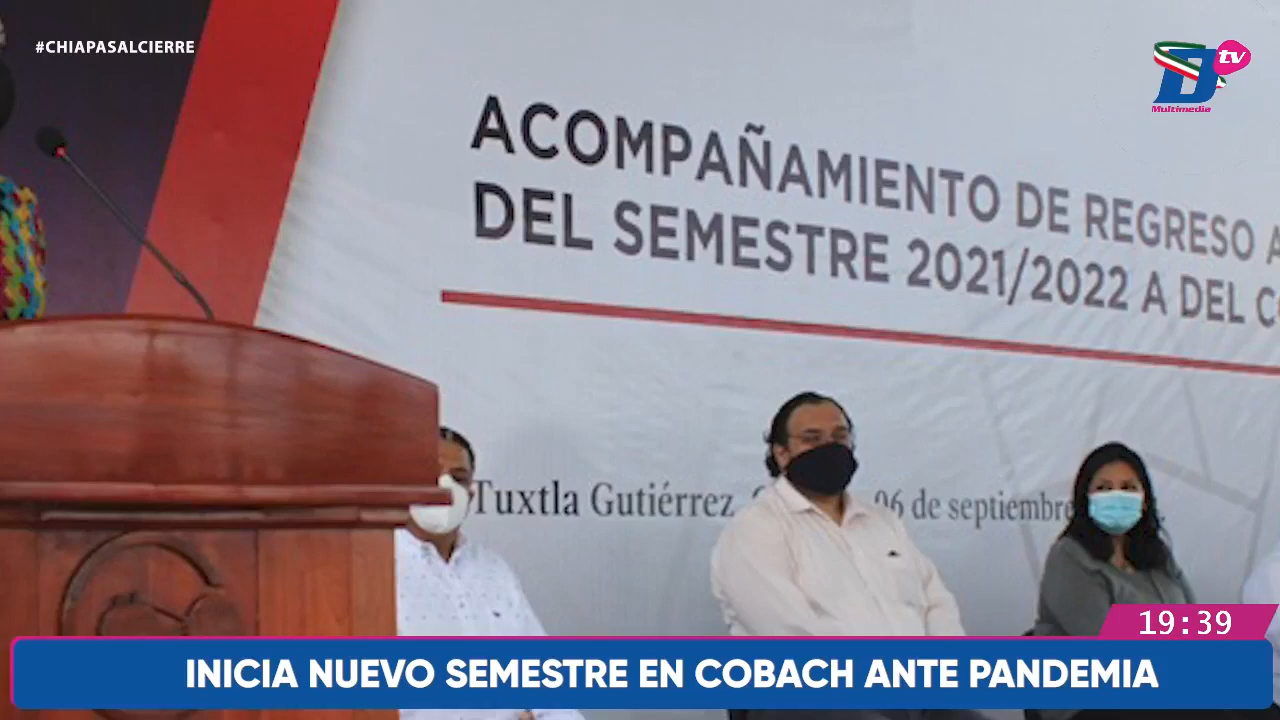 #CHIAPASALCIERRE
tv
Multimedia
ACOMPAÑAMIENTO DE REGRESO A
DEL SEMESTRE 2021/2022 A DEL
Tuxtla Gutiérrez, 06 de septiembre
19:39
INICIA NUEVO SEMESTRE EN COBACH ANTE PANDEMIA